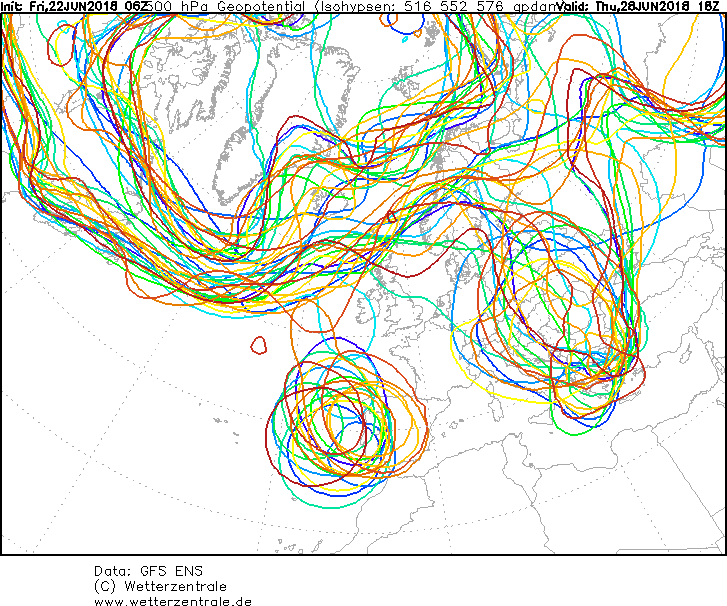 Init: Fri,22JUN2018 06Z 500 hPa Geopotential (Isohypsen: 516 552 576 gpdam Valid: Thu,28JUN2018 18Z
Data: GFS ENS
(C) Wetterzentrale
www.wetterzentrale.de